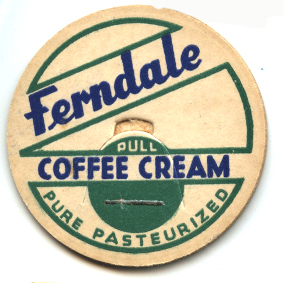 Ferndale
PULL
COFFEE CREAM
PURE PASTEURIZED